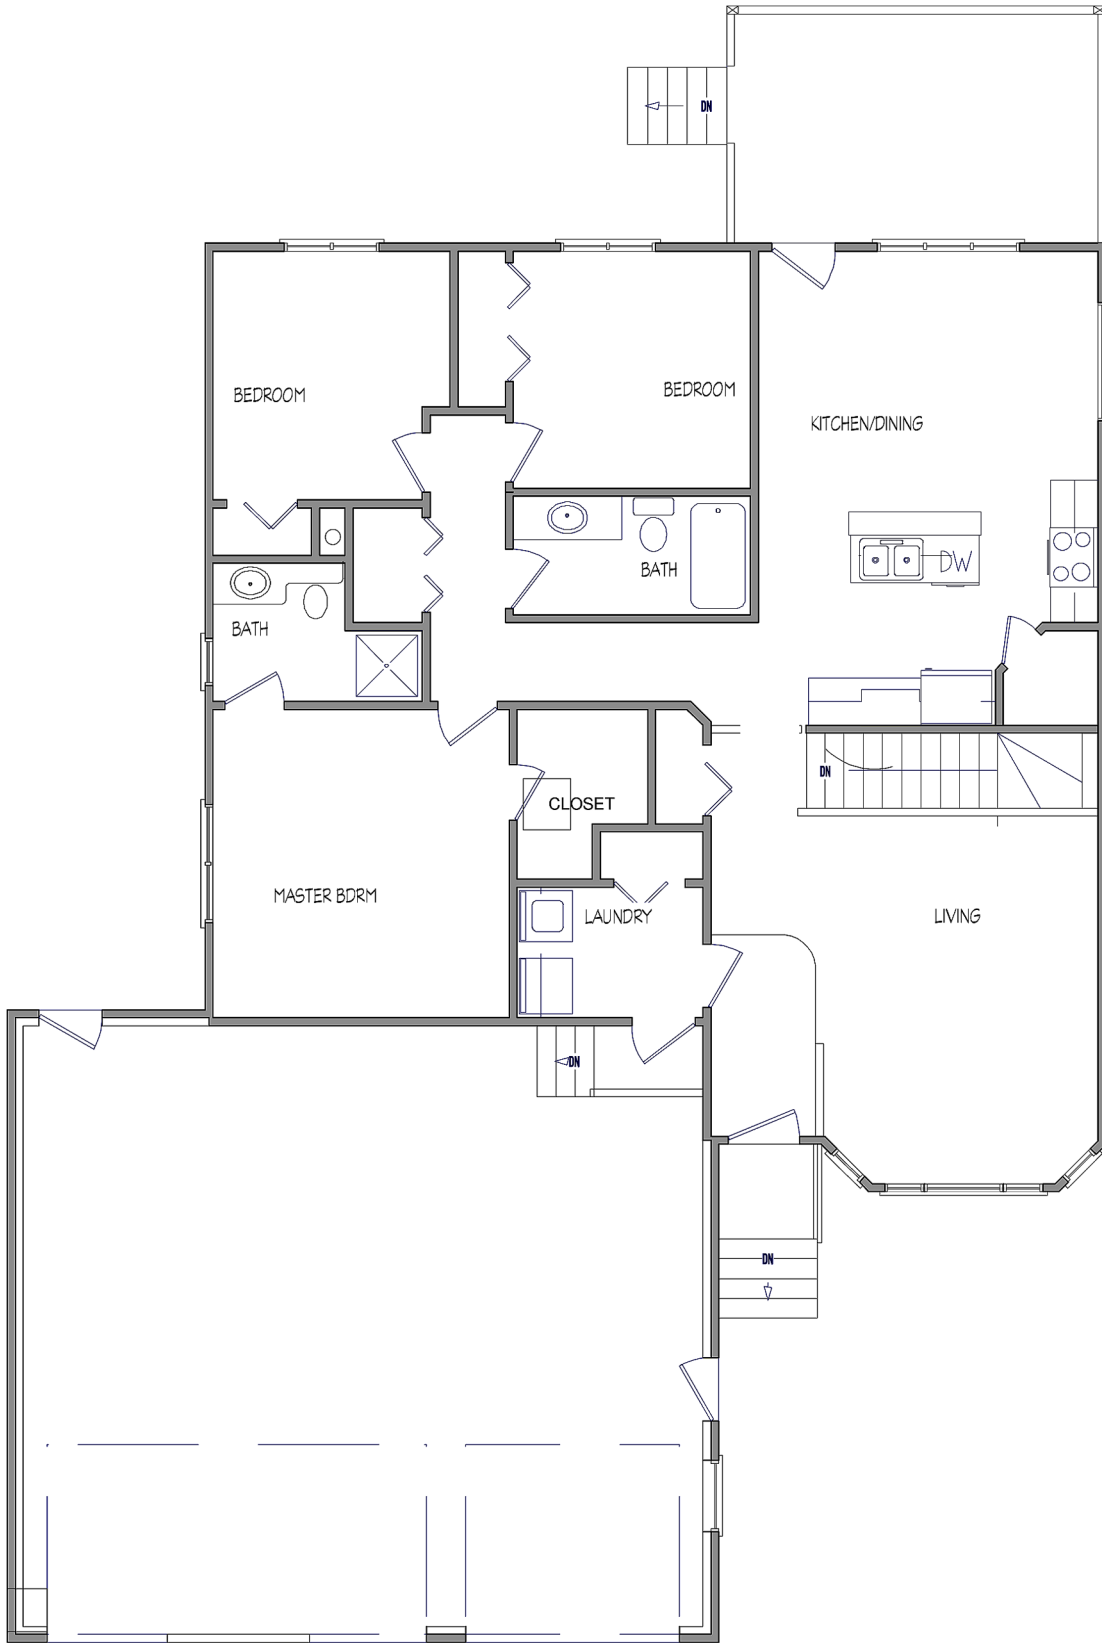 DN
BEDROOM
BEDROOM
KITCHEN/DINING
DW
BATH
BATH
DN
CLOSET
MASTER BDRM
LAUNDRY
LIVING
DN
DN